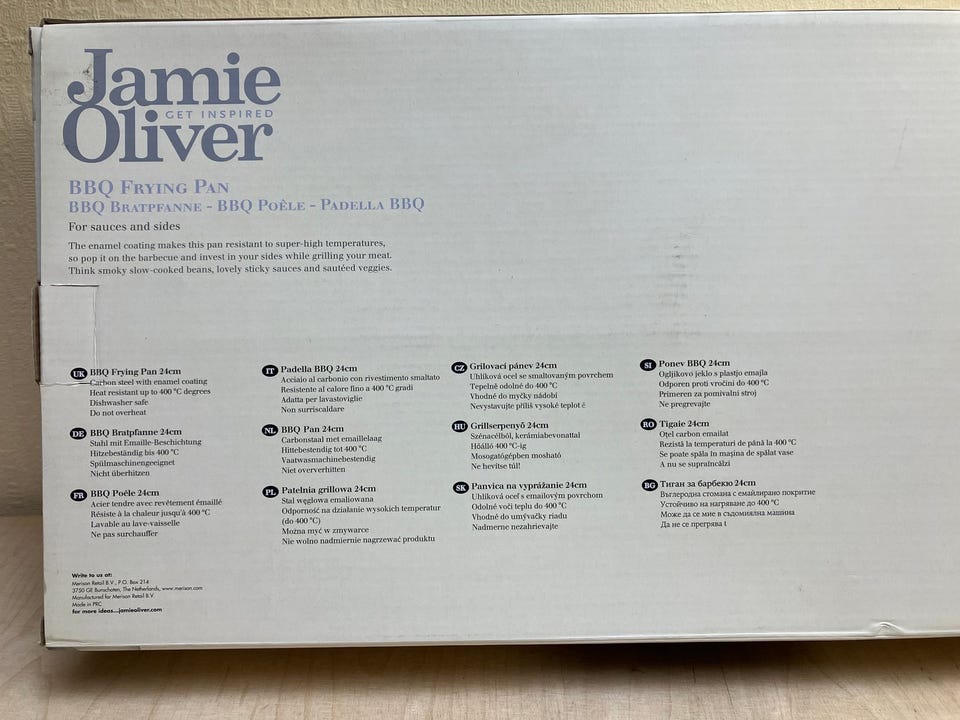 Jamie
GET INSPIRED
Oliver
BBQ FRYING PAN
BBQ BRATPFANNE - BBQ POÊLE - PADELLA BBQ
For sauces and sides
The enamel coating makes this pan resistant to super-high temperatures,
so pop it on the barbecue and invest in your sides while grilling your meat.
Think smoky slow-cooked beans, lovely sticky sauces and sautéed veggies.
UK BBQ Frying Pan 24cm
Carbon steel with enamel coating
Heat resistant up to 400 °C degrees
Dishwasher safe
Do not overheat
DE BBQ Bratpfanne 24cm
Stahl mit Emaille-Beschichtung
Hitzebeständig bis 400 °C
Spülmaschinengeeignet
Nicht überhitzen
FR BBQ Poêle 24cm
Acier tendre avec revêtement émaillé
Résiste à la chaleur jusqu'à 400 °C
Lavable au lave-vaisselle
Ne pas surchauffer
IT Padella BBQ 24cm
Acciaio al carbonio con rivestimento smaltato
Resistente al calore fino a 400 °C gradi
Adatta per lavastoviglie
Non surriscaldare
NL BBQ Pan 24cm
Carbonstaal met emaillelaag
Hittebestendig tot 400 °C
Vaatwasmachinebestendig
Niet oververhitten
PL Patelnia grillowa 24cm
Stal węglowa emaliowana
Odporność na działanie wysokich temperatur
(do 400 °C)
Można myć w zmywarce
Nie wolno nadmiernie nagrzewać produktu
CZ Grilovací pánev 24cm
Uhlíková ocel se smaltovaným povrchem
Tepelně odolné do 400 °C
Vhodné do myčky nádobí
Nevystavujte příliš vysoké teplot ě
HU Grillserpenyő 24cm
Szénacélból, kerámiabevonattal
Hőálló 400 °C-ig
Mosogatógépben mosható
Ne hevítse túl!
SK Panvica na vyprážanie 24cm
Uhlíková oceľ s emailovým povrchom
Odolné voči teplu do 400 °C
Vhodné do umývačky riadu
Nadmerne nezahrievajte
SI Ponev BBQ 24cm
Ogljikovo jeklo s plastjo emajla
Odporen proti vročini do 400 °C
Primeren za pomivalni stroj
Ne pregrevajte
RO Tigaie 24cm
Oțel carbon emailat
Rezistă la temperaturi de până la 400 °C
Se poate spăla în mașina de spălat vase
A nu se supraîncălzi
BG Тиган за барбекю 24cm
Въглеродна стомана с емайлирано покритие
Устойчиво на нагряване до 400 °C
Може да се мие в съдомиялна машина
Да не се прегрява t
Write to us at:
Merison Retail B.V., P.O. Box 214
3750 GE Bunschoten, The Netherlands, www.merison.com
Manufactured for Merison Retail B.V.
Made in PRC
for more ideas...jamieoliver.com